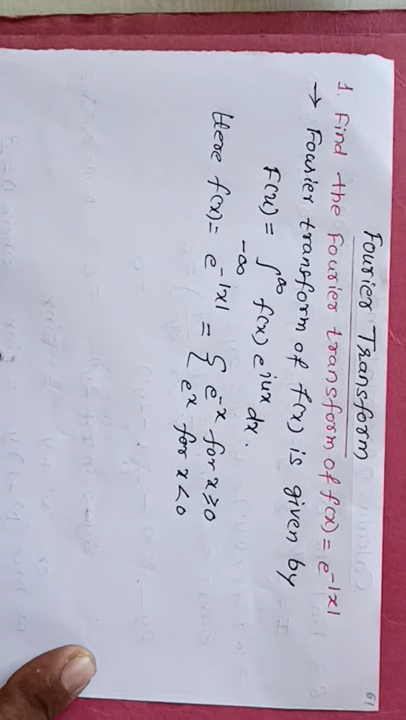 61
Fourier Transform
1. Find the Fourier transform of f(x) = e^-|x|
→ Fourier transform of f(x) is given by
F(u) = ∫_-∞^∞ f(x) e^iux dx.
Here f(x) = e^-|x| = { e^-x for x ≥ 0
e^x for x < 0